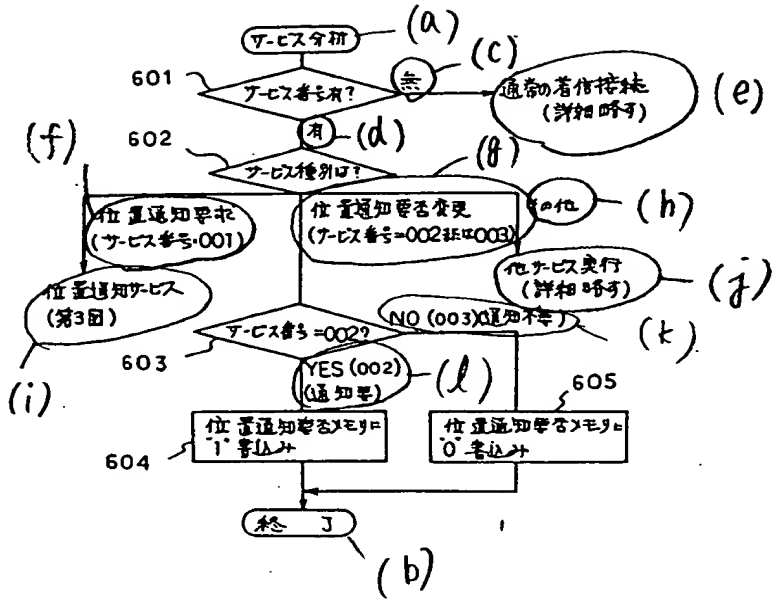 サービス分析
(a)
601
サービス番号有?
無
(c)
通常の着信接続
(詳細略す)
(e)
有
(d)
602
サービス種別は?
(f)
(g)
位置通知要求
(サービス番号=001)
位置通知要否変更
(サービス番号=002または003)
その他
(h)
位置通知サービス
(第3図)
(i)
他サービス実行
(詳細略す)
(j)
サービス番号=002?
603
NO (003)(通知不要)
(k)
YES (002)
(通知要)
(l)
605
位置通知要否メモリに
"1"書込み
604
位置通知要否メモリに
"0"書込み
終了
(b)